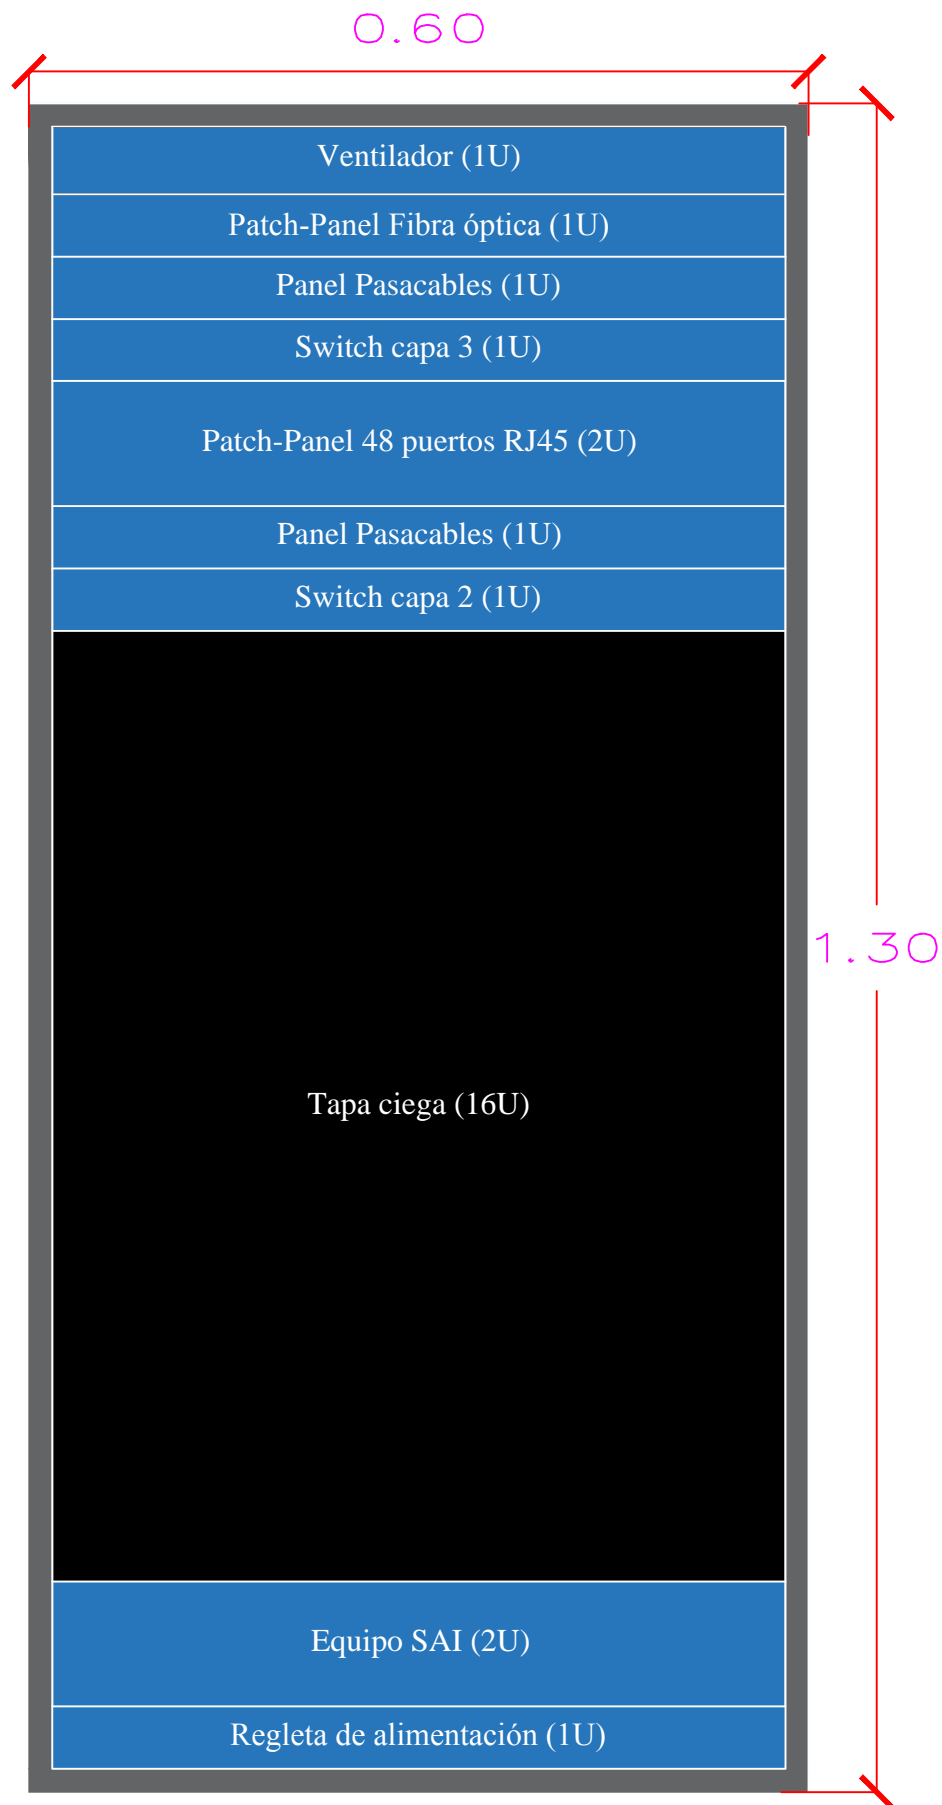 0.60
Ventilador (1U)
Patch-Panel Fibra óptica (1U)
Panel Pasacables (1U)
Switch capa 3 (1U)
Patch-Panel 48 puertos RJ45 (2U)
Panel Pasacables (1U)
Switch capa 2 (1U)
1.30
Tapa ciega (16U)
Equipo SAI (2U)
Regleta de alimentación (1U)